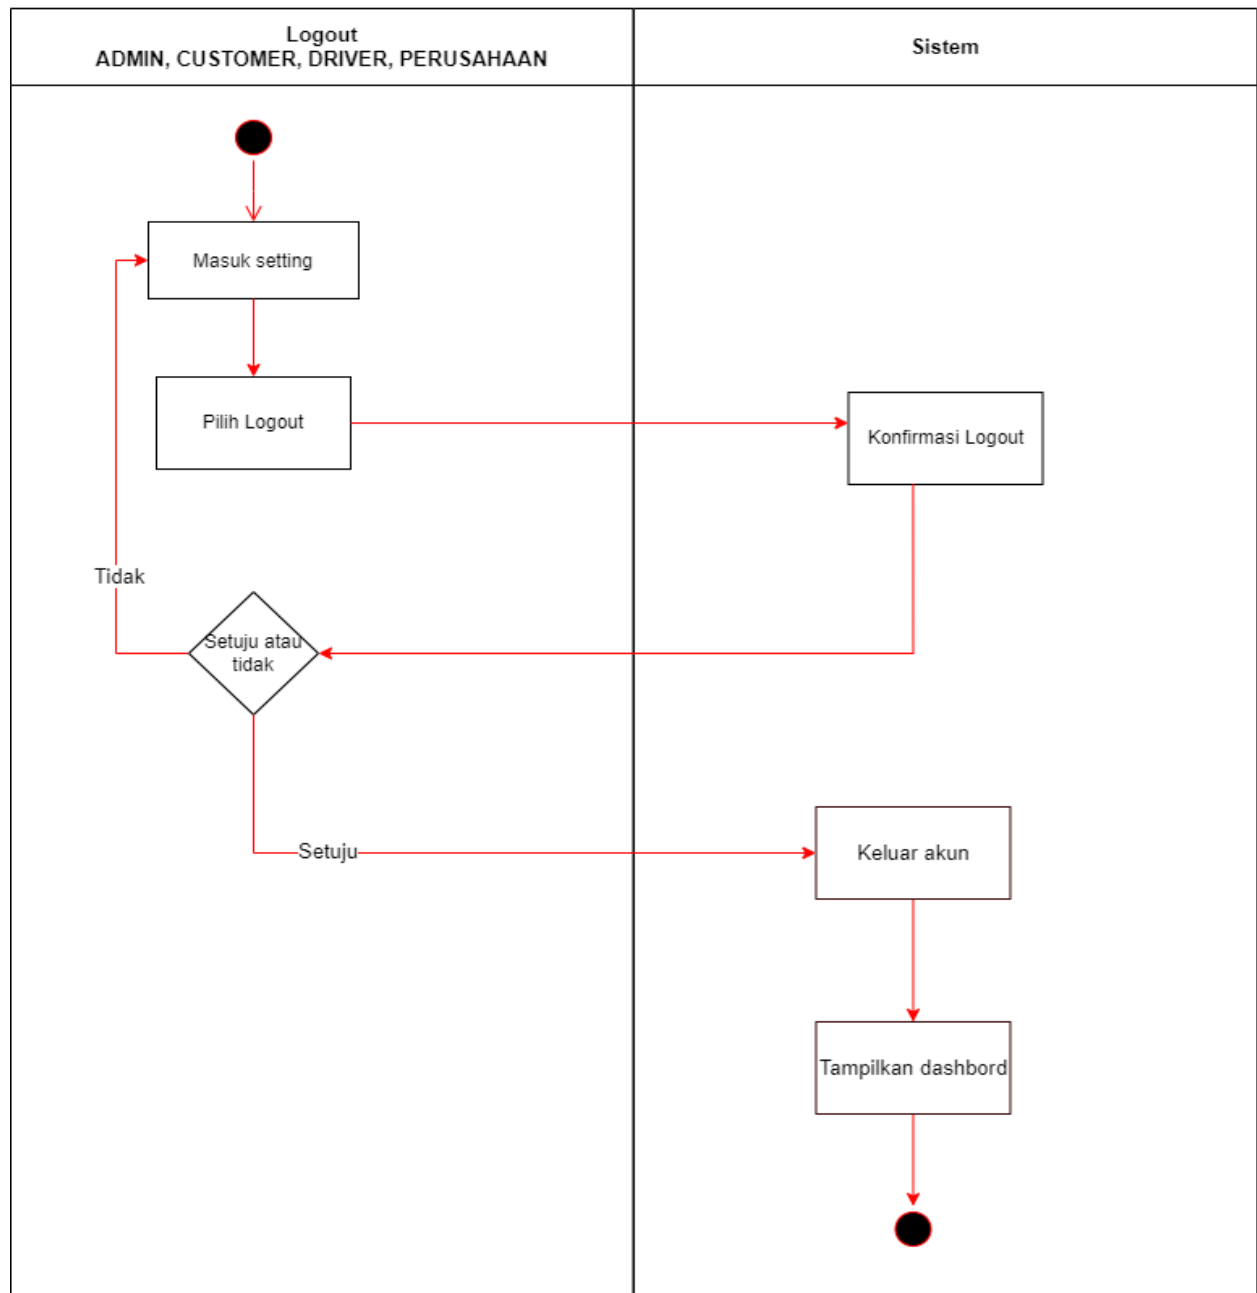 Logout
ADMIN, CUSTOMER, DRIVER, PERUSAHAAN
Sistem
Masuk setting
Pilih Logout
Konfirmasi Logout
Tidak
Setuju atau
tidak
Setuju
Keluar akun
Tampilkan dashbord